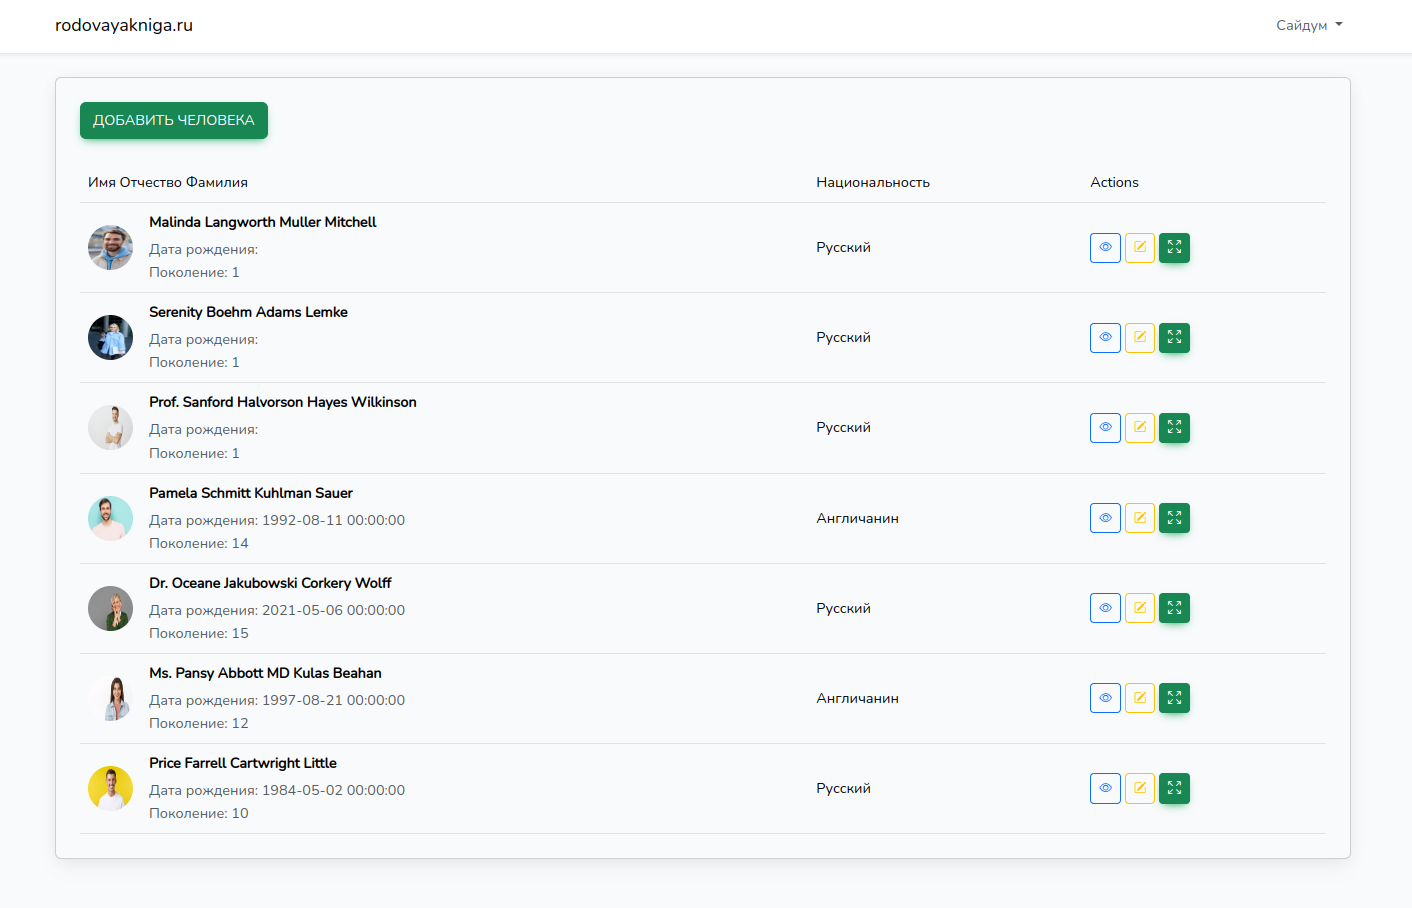 rodovayakniga.ru
Сайдум
ДОБАВИТЬ ЧЕЛОВЕКА
Имя Отчество Фамилия Национальность Actions
Malinda Langworth Muller Mitchell
Дата рождения:
Поколение: 1
Русский
Serenity Boehm Adams Lemke
Дата рождения:
Поколение: 1
Русский
Prof. Sanford Halvorson Hayes Wilkinson
Дата рождения:
Поколение: 1
Русский
Pamela Schmitt Kuhlman Sauer
Дата рождения: 1992-08-11 00:00:00
Поколение: 14
Англичанин
Dr. Oceane Jakubowski Corkery Wolff
Дата рождения: 2021-05-06 00:00:00
Поколение: 15
Русский
Ms. Pansy Abbott MD Kulas Beahan
Дата рождения: 1997-08-21 00:00:00
Поколение: 12
Англичанин
Price Farrell Cartwright Little
Дата рождения: 1984-05-02 00:00:00
Поколение: 10
Русский